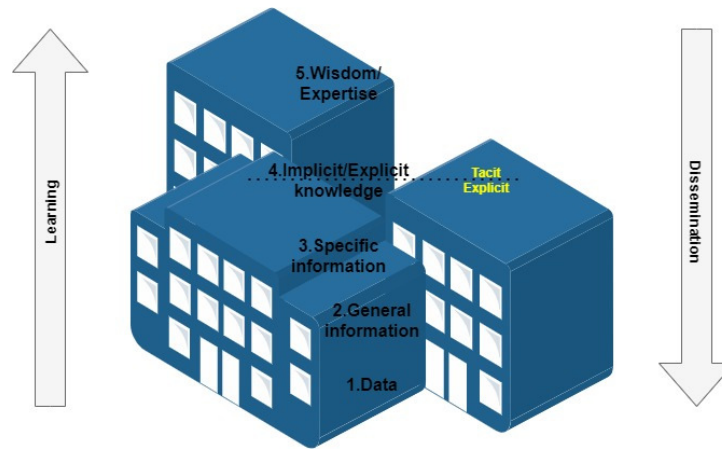 5.Wisdom/
Expertise
4.Implicit/Explicit
knowledge
Tacit
Explicit
3.Specific
information
2.General
information
1.Data
Learning
Dissemination